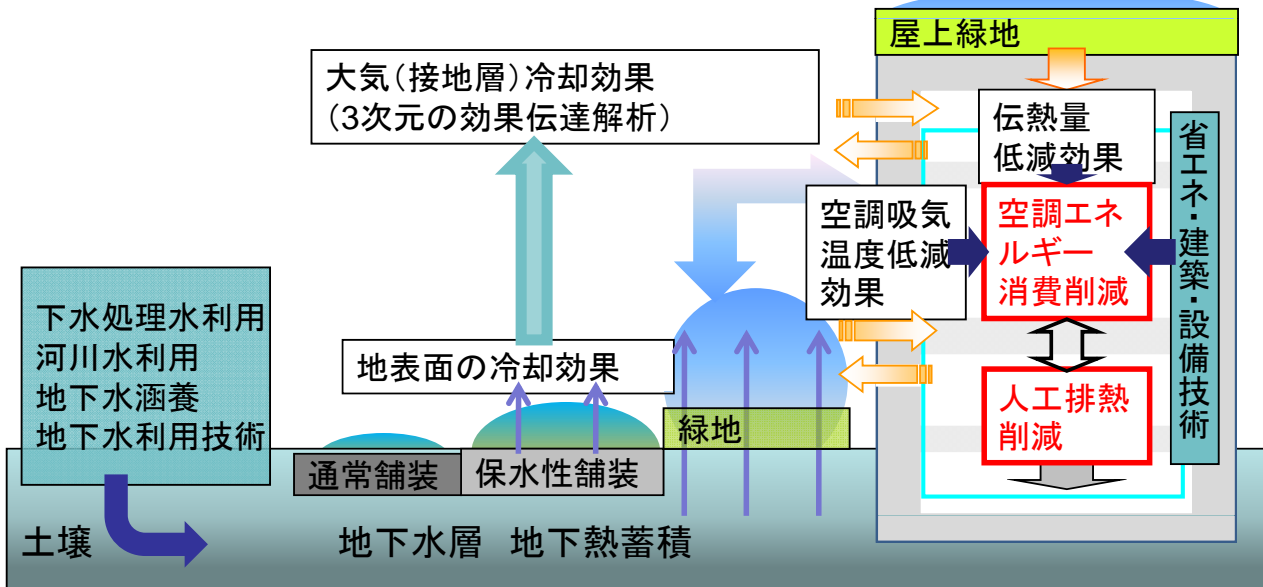 屋上緑地
大気(接地層)冷却効果
(3次元の効果伝達解析)
伝熱量
低減効果
省エネ・建築・設備技術
空調吸気
温度低減
効果
空調エネ
ルギー
消費削減
下水処理水利用
河川水利用
地下水涵養
地下水利用技術
地表面の冷却効果
人工排熱
削減
緑地
通常舗装
保水性舗装
土壌
地下水層 地下熱蓄積